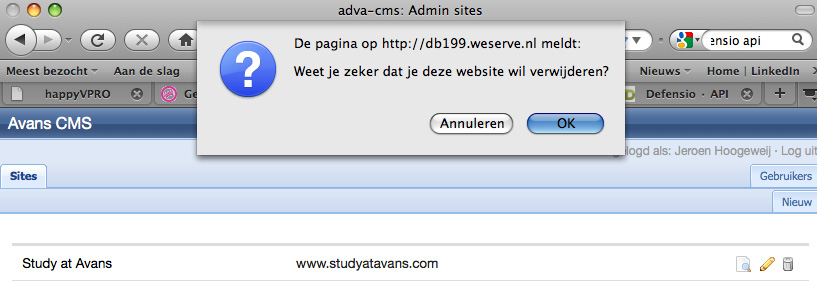 adva-cms: Admin sites
De pagina op http://db199.weserve.nl meldt:
Weet je zeker dat je deze website wil verwijderen?
Annuleren OK
ensio api
Meest bezocht Aan de slag Nieuws Home | LinkedIn
happyVPRO Ge Defensio · API
Avans CMS
logd als: Jeroen Hoogeweij · Log uit
Sites Gebruikers
Nieuw
Study at Avans www.studyatavans.com